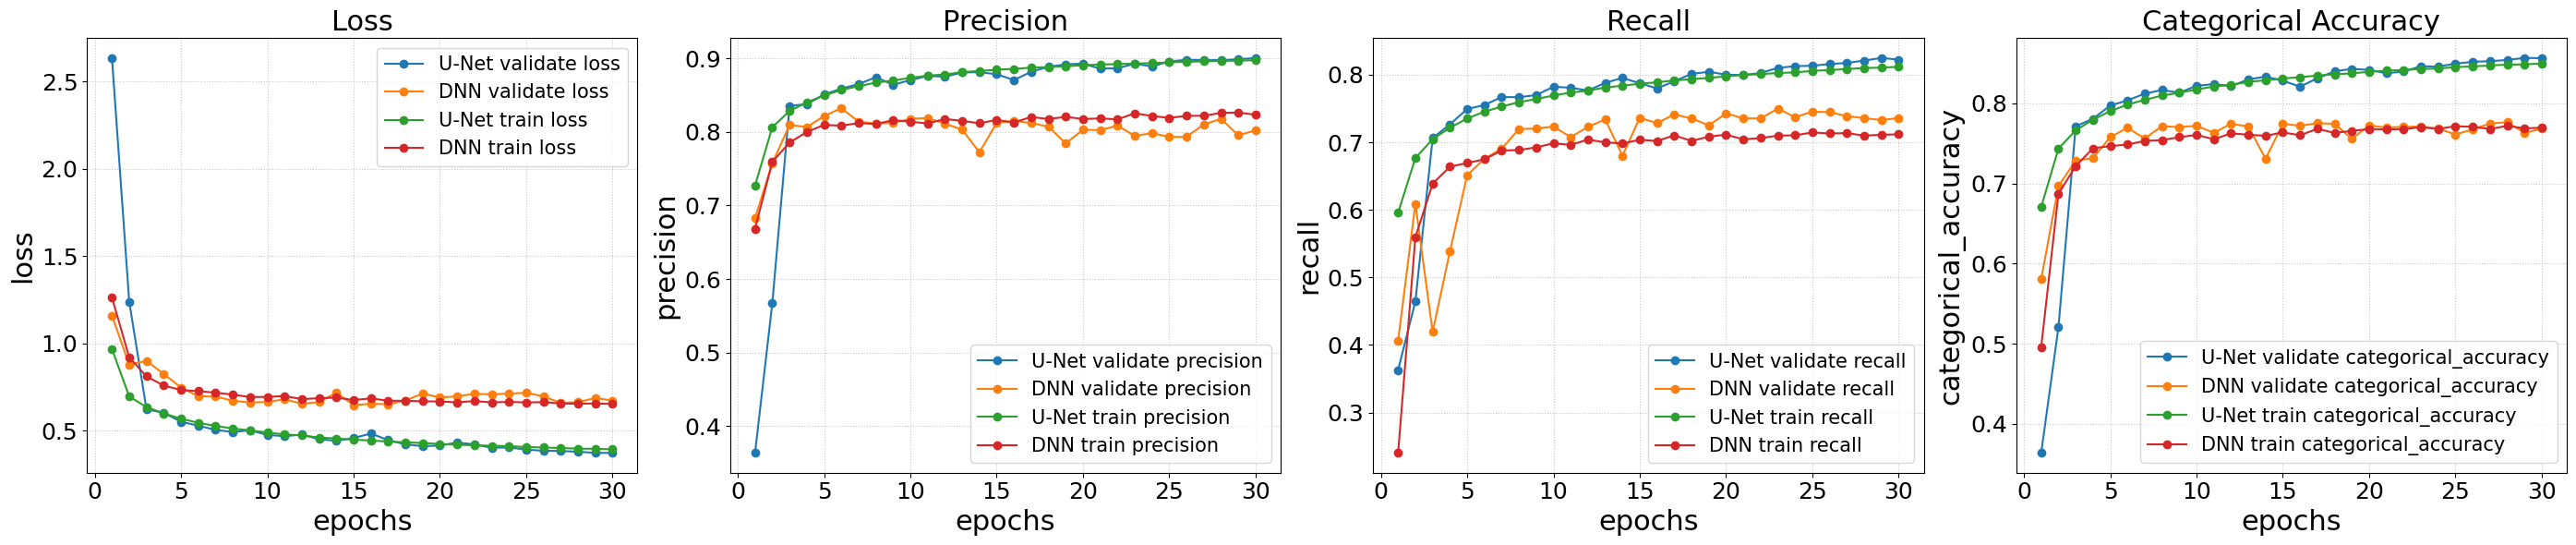 Loss
2.5
2.0
1.5
1.0
0.5
loss
0
5
10
15
20
25
30
epochs
U-Net validate loss
DNN validate loss
U-Net train loss
DNN train loss
Precision
0.9
0.8
0.7
0.6
0.5
0.4
precision
0
5
10
15
20
25
30
epochs
U-Net validate precision
DNN validate precision
U-Net train precision
DNN train precision
Recall
0.8
0.7
0.6
0.5
0.4
0.3
recall
0
5
10
15
20
25
30
epochs
U-Net validate recall
DNN validate recall
U-Net train recall
DNN train recall
Categorical Accuracy
0.8
0.7
0.6
0.5
0.4
categorical_accuracy
0
5
10
15
20
25
30
epochs
U-Net validate categorical_accuracy
DNN validate categorical_accuracy
U-Net train categorical_accuracy
DNN train categorical_accuracy